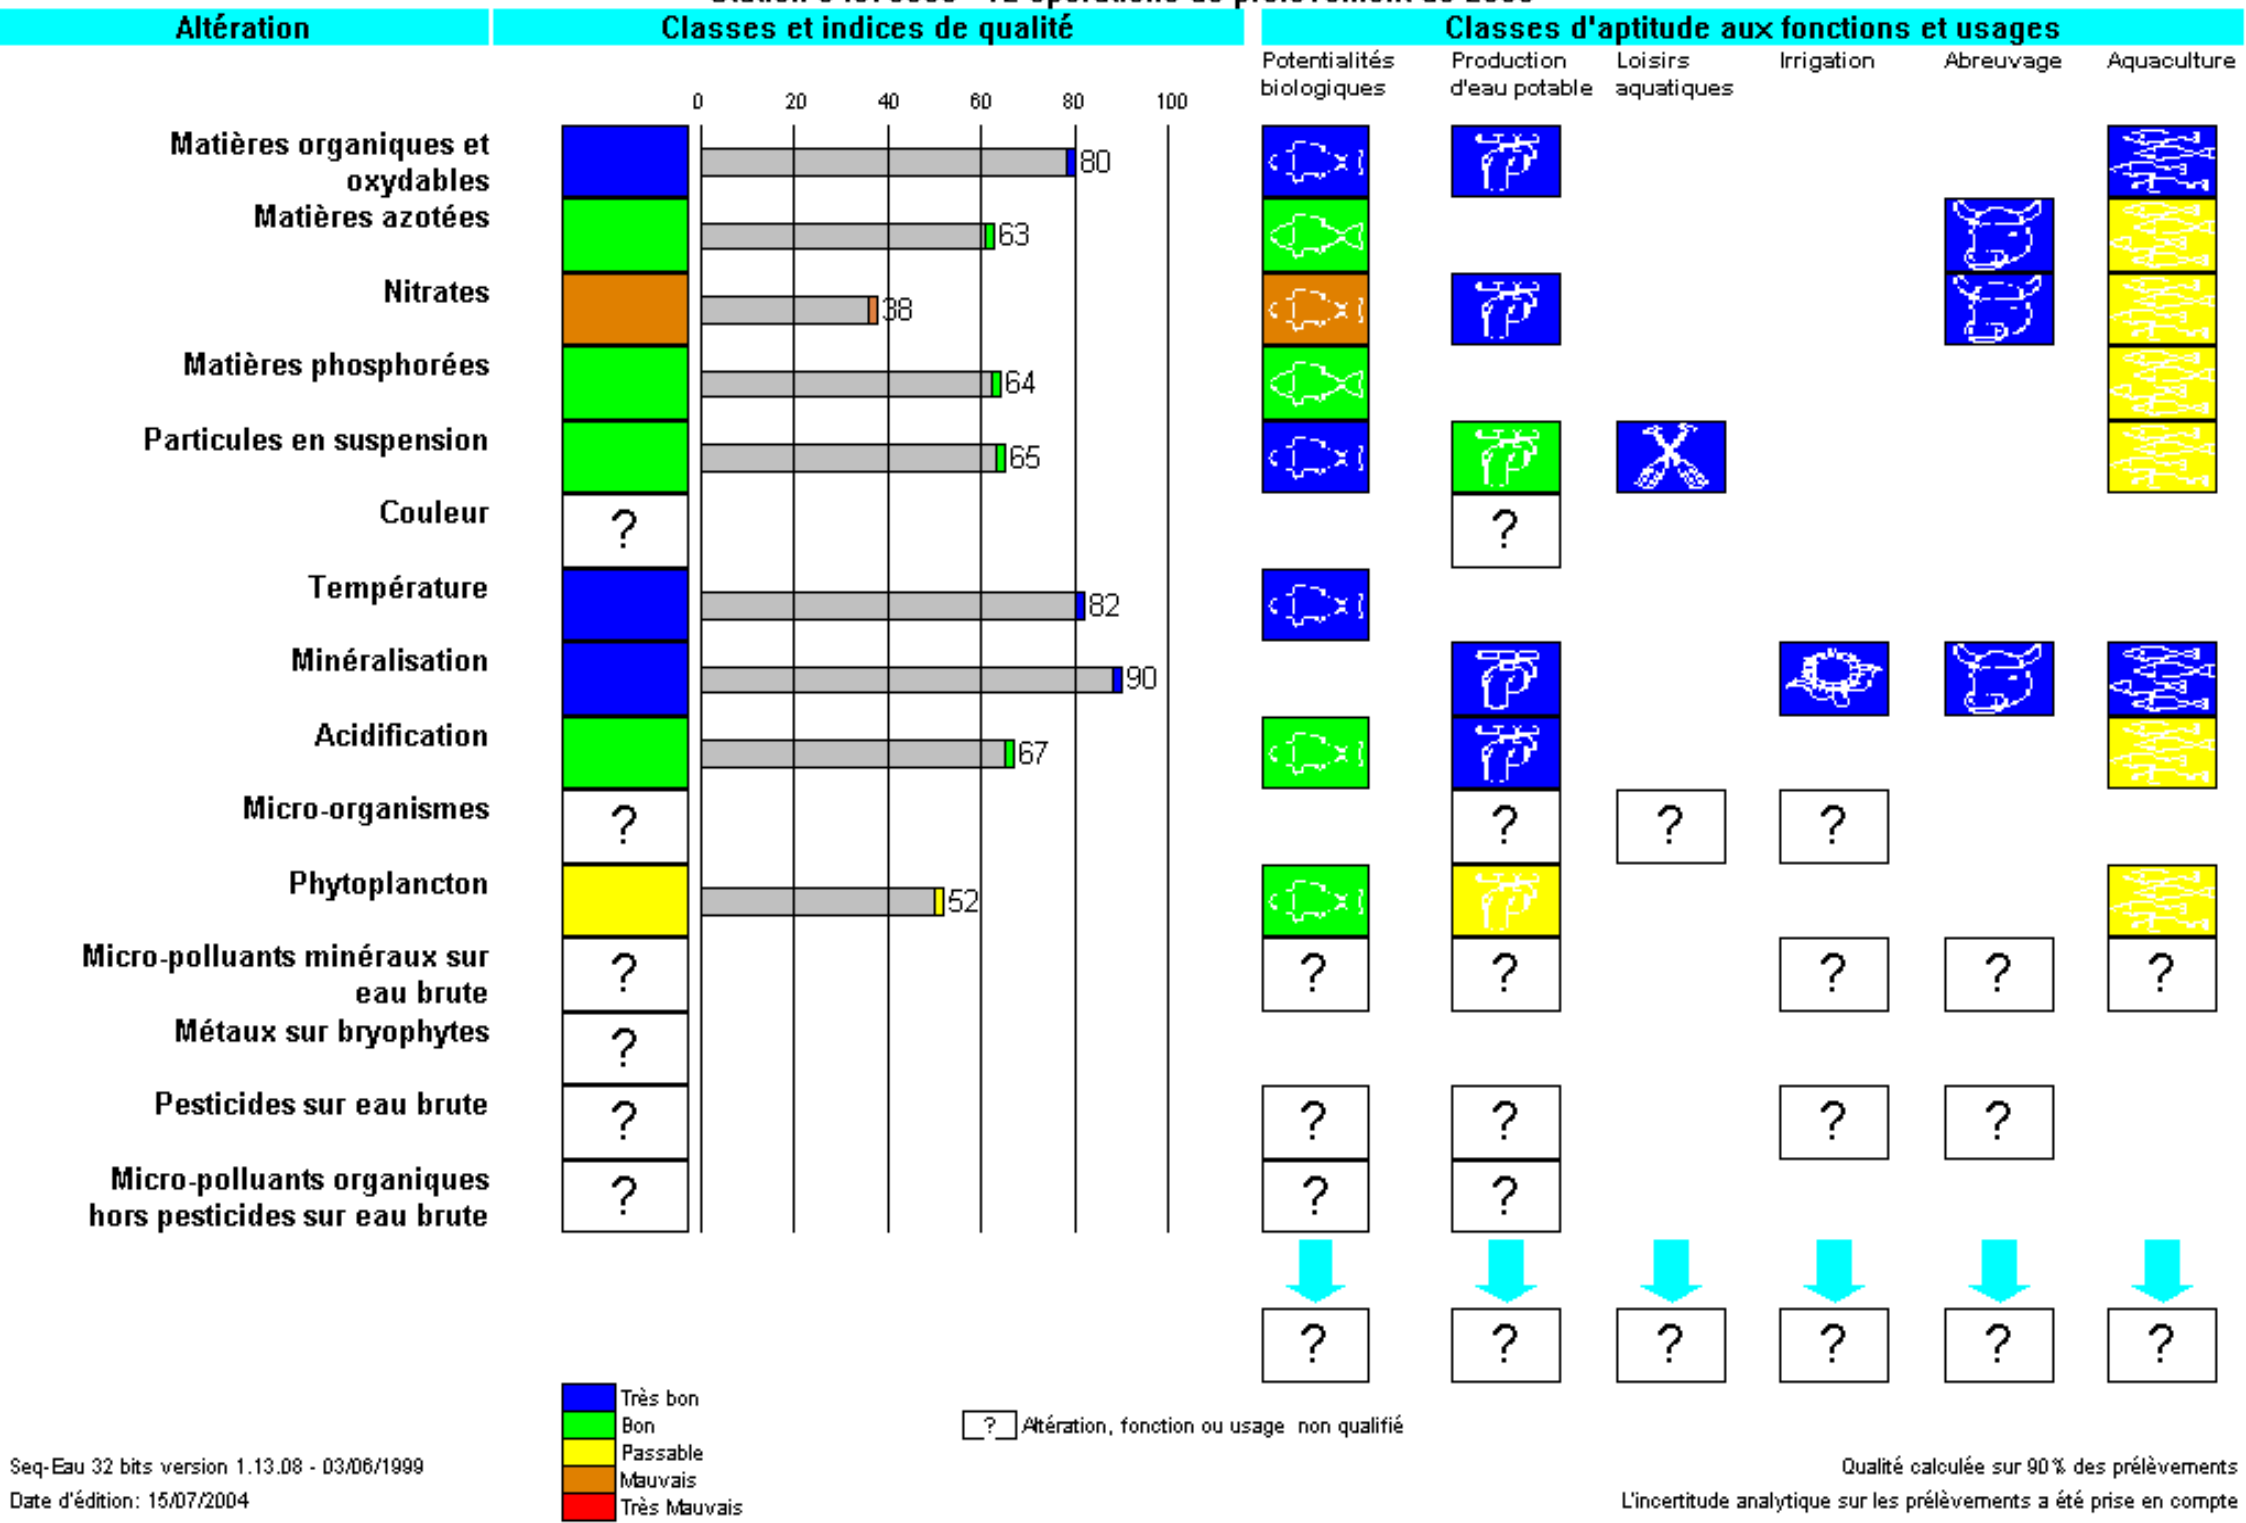 Altération
Classes et indices de qualité
Classes d'aptitude aux fonctions et usages
Potentialités biologiques
Production d'eau potable
Loisirs aquatiques
Irrigation
Abreuvage
Aquaculture
0 20 40 60 80 100
Matières organiques et
oxydables
80
Matières azotées
63
Nitrates
38
Matières phosphorées
64
Particules en suspension
65
Couleur
? ?
Température
82
Minéralisation
90
Acidification
67
Micro-organismes
? ? ? ?
Phytoplancton
52
Micro-polluants minéraux sur
eau brute
? ? ? ? ? ?
Métaux sur bryophytes
?
Pesticides sur eau brute
? ? ? ? ?
Micro-polluants organiques
hors pesticides sur eau brute
? ? ?
? ? ? ? ? ?
Très bon
Bon
Passable
Mauvais
Très Mauvais
? Altération, fonction ou usage non qualifié
Seq-Eau 32 bits version 1.13.08 - 03/06/1999
Date d'édition: 15/07/2004
Qualité calculée sur 90% des prélèvements
L'incertitude analytique sur les prélèvements a été prise en compte